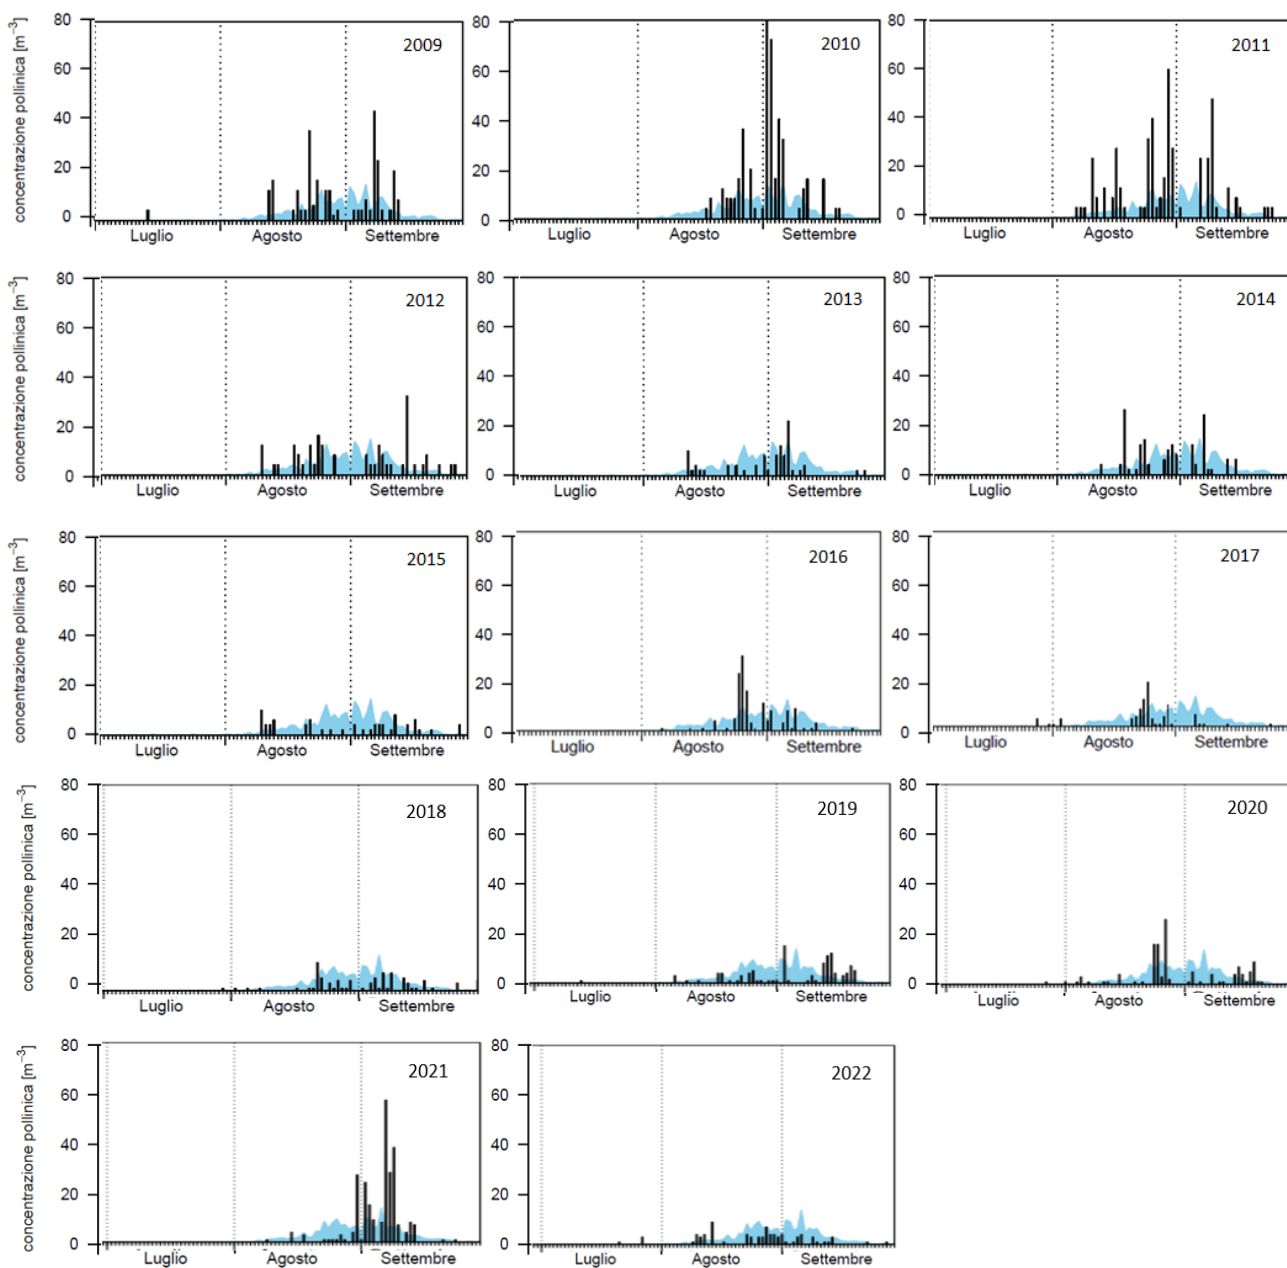 80 80 80
2009 2010 2011
60 60 60
40 40 40
20 20 20
0 0 0
concentrazione pollinica [m⁻³]
Luglio Agosto Settembre Luglio Agosto Settembre Luglio Agosto Settembre
80 80 80
2012 2013 2014
60 60 60
40 40 40
20 20 20
0 0 0
concentrazione pollinica [m⁻³]
Luglio Agosto Settembre Luglio Agosto Settembre Luglio Agosto Settembre
80 80 80
2015 2016 2017
60 60 60
40 40 40
20 20 20
0 0 0
concentrazione pollinica [m⁻³]
Luglio Agosto Settembre Luglio Agosto Settembre Luglio Agosto Settembre
80 80 80
2018 2019 2020
60 60 60
40 40 40
20 20 20
0 0 0
concentrazione pollinica [m⁻³]
Luglio Agosto Settembre Luglio Agosto Settembre Luglio Agosto Settembre
80 80
2021 2022
60 60
40 40
20 20
0 0
concentrazione pollinica [m⁻³]
Luglio Agosto Settembre Luglio Agosto Settembre